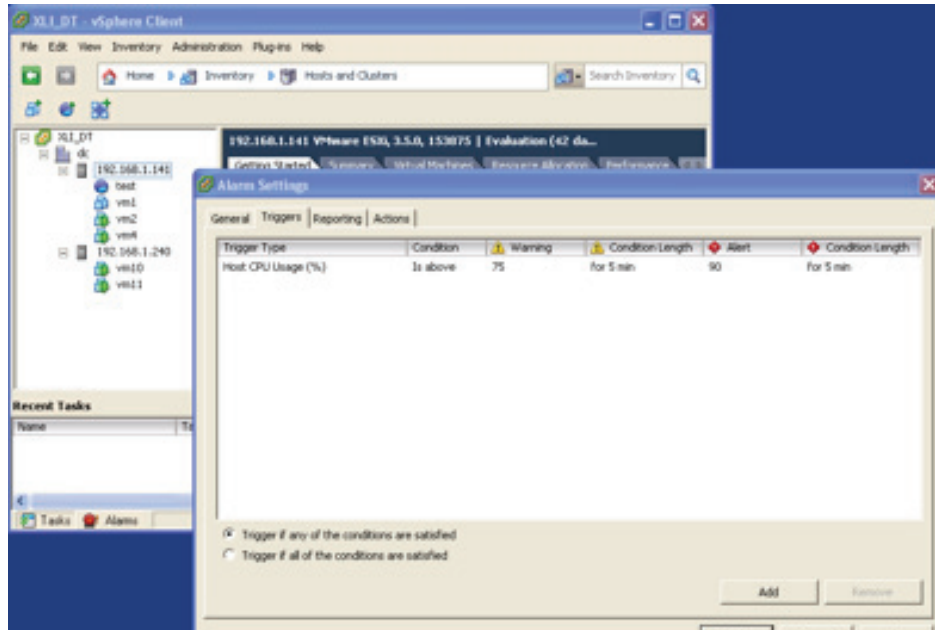 XLI_DT - vSphere Client
File Edit View Inventory Administration Plug-ins Help
Home Inventory Hosts and Clusters Search Inventory
XLI_DT
dc
192.168.1.141
test
vm1
vm2
vm4
192.168.1.240
vm10
vm11
192.168.1.141 VMware ESXi, 3.5.0, 153875 | Evaluation (42 da...
Getting Started Summary Virtual Machines Resource Allocation Performance
Alarm Settings
General Triggers Reporting Actions
Trigger Type Condition Warning Condition Length Alert Condition Length
Host CPU Usage (%) Is above 75 for 5 min 90 for 5 min
Recent Tasks
Name
Tasks Alarms
Trigger if any of the conditions are satisfied
Trigger if all of the conditions are satisfied
Add Remove